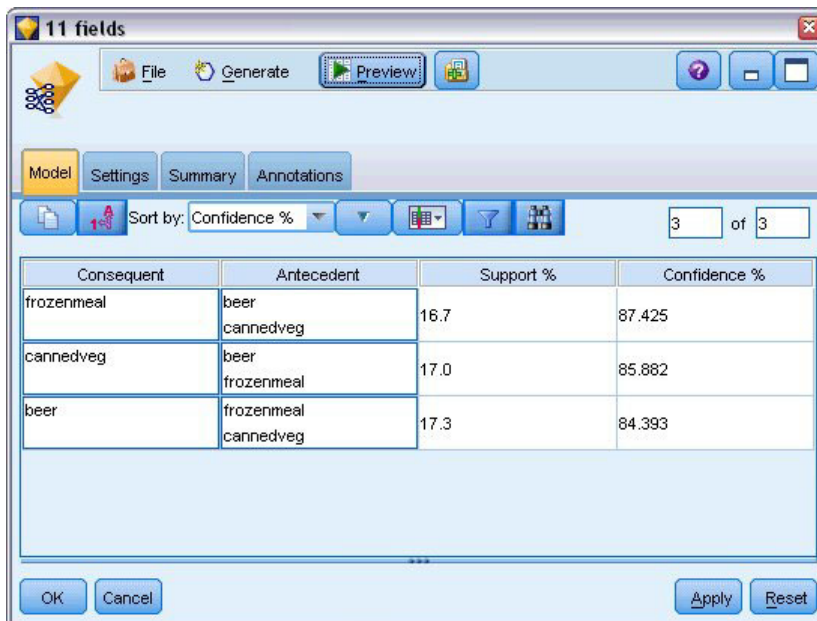 11 fields
File Generate Preview
Model Settings Summary Annotations
Sort by: Confidence % 3 of 3
Consequent Antecedent Support % Confidence %
frozenmeal beer 16.7 87.425
cannedveg
cannedveg beer 17.0 85.882
frozenmeal
beer frozenmeal 17.3 84.393
cannedveg
OK Cancel Apply Reset